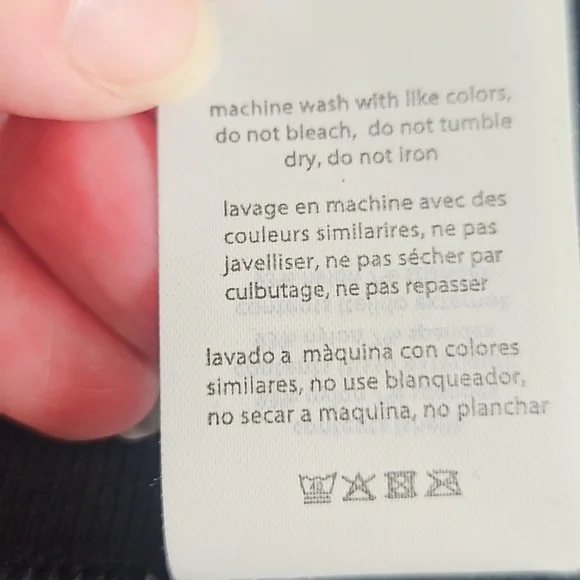 machine wash with like colors,
do not bleach, do not tumble
dry, do not iron
lavage en machine avec des
couleurs similarires, ne pas
javelliser, ne pas sécher par
culbutage, ne pas repasser
lavado a màquina con colores
similares, no use blanqueador,
no secar a maquina, no planchar
40